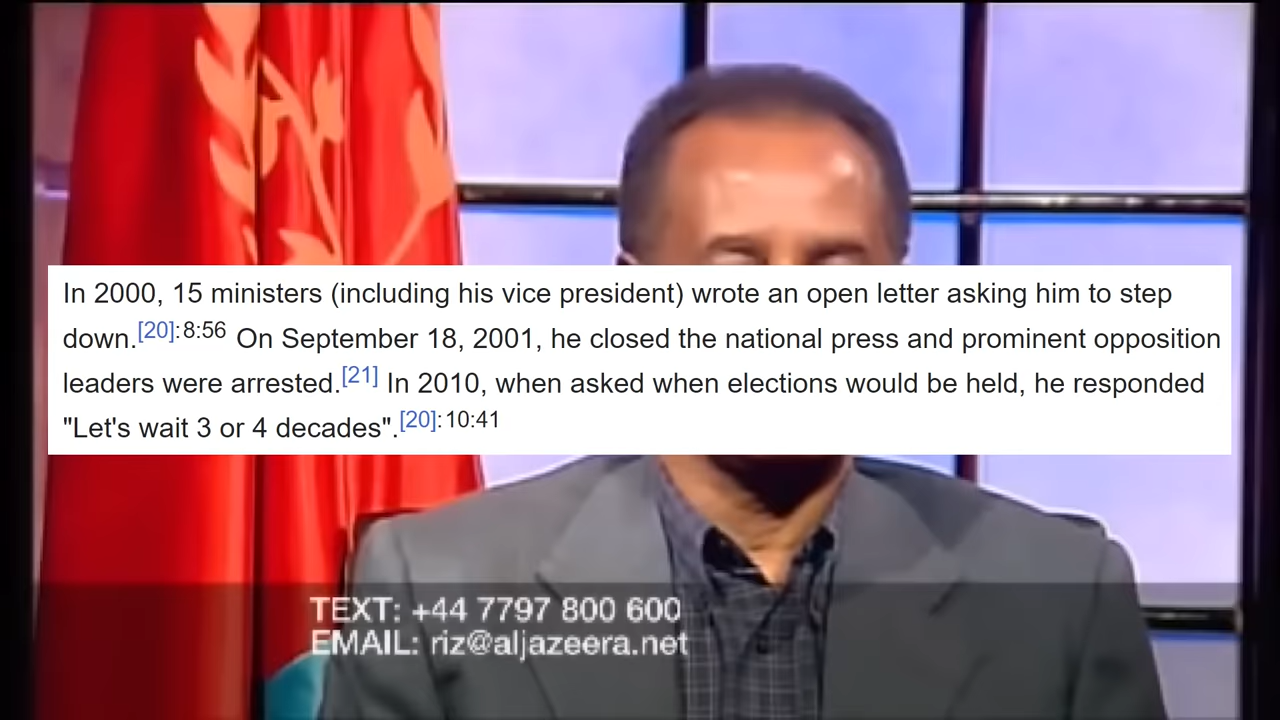 In 2000, 15 ministers (including his vice president) wrote an open letter asking him to step
down.[20]:8:56 On September 18, 2001, he closed the national press and prominent opposition
leaders were arrested.[21] In 2010, when asked when elections would be held, he responded
"Let's wait 3 or 4 decades".[20]:10:41
TEXT: +44 7797 800 600
EMAIL: riz@aljazeera.net